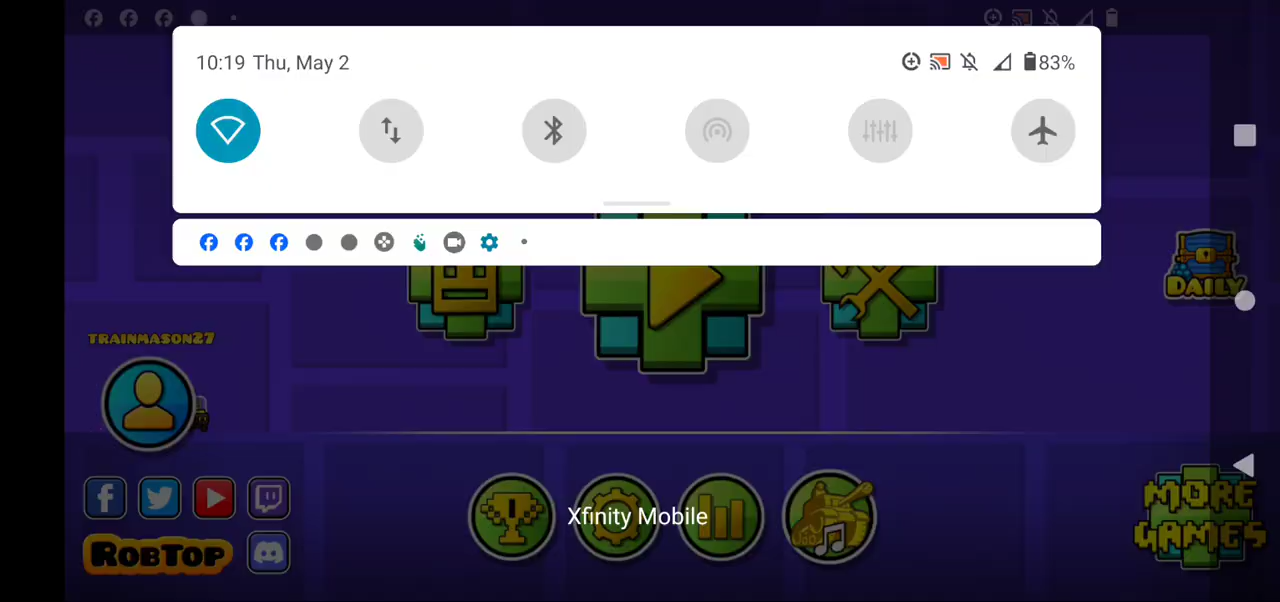 10:19 Thu, May 2
83%
DAILY
TRAINMASON27
Xfinity Mobile
MORE
GAMES
ROBTOP